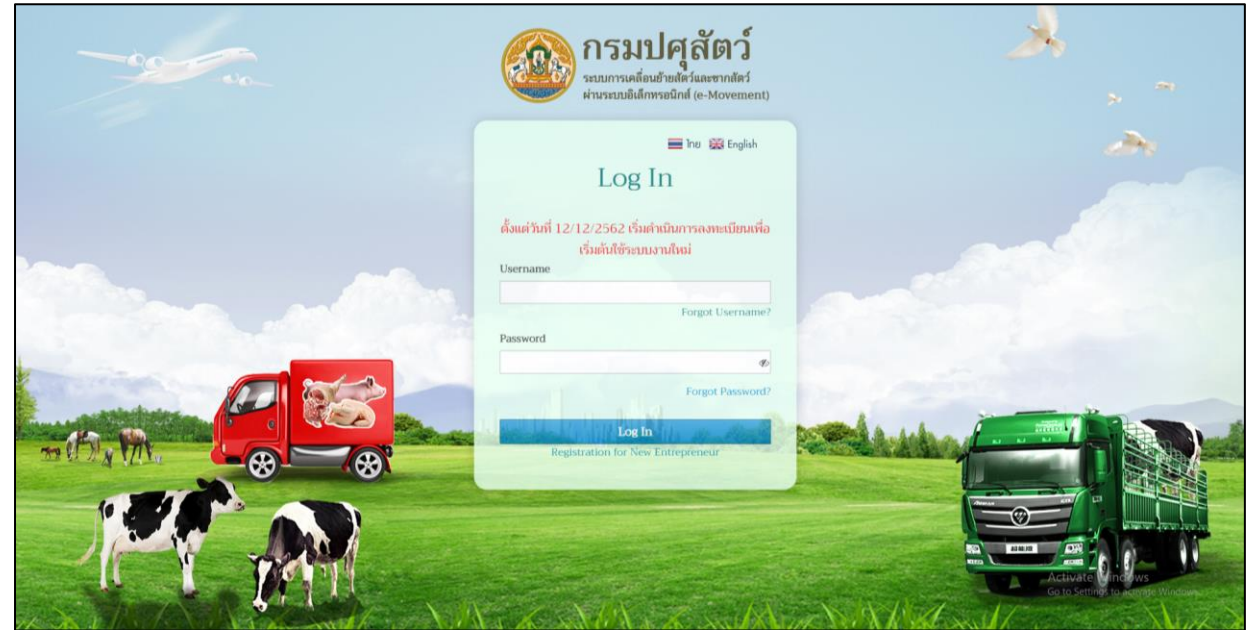 กรมปศุสัตว์
ระบบการเคลื่อนย้ายสัตว์และซากสัตว์
ผ่านระบบอิเล็กทรอนิกส์ (e-Movement)
ไทย English
Log In
ตั้งแต่วันที่ 12/12/2562 เริ่มดำเนินการลงทะเบียนเพื่อ
เริ่มต้นใช้ระบบงานใหม่
Username
Forgot Username?
Password
Forgot Password?
Log In
Registration for New Entrepreneur
Activate Windows
Go to Settings to activate Windows.